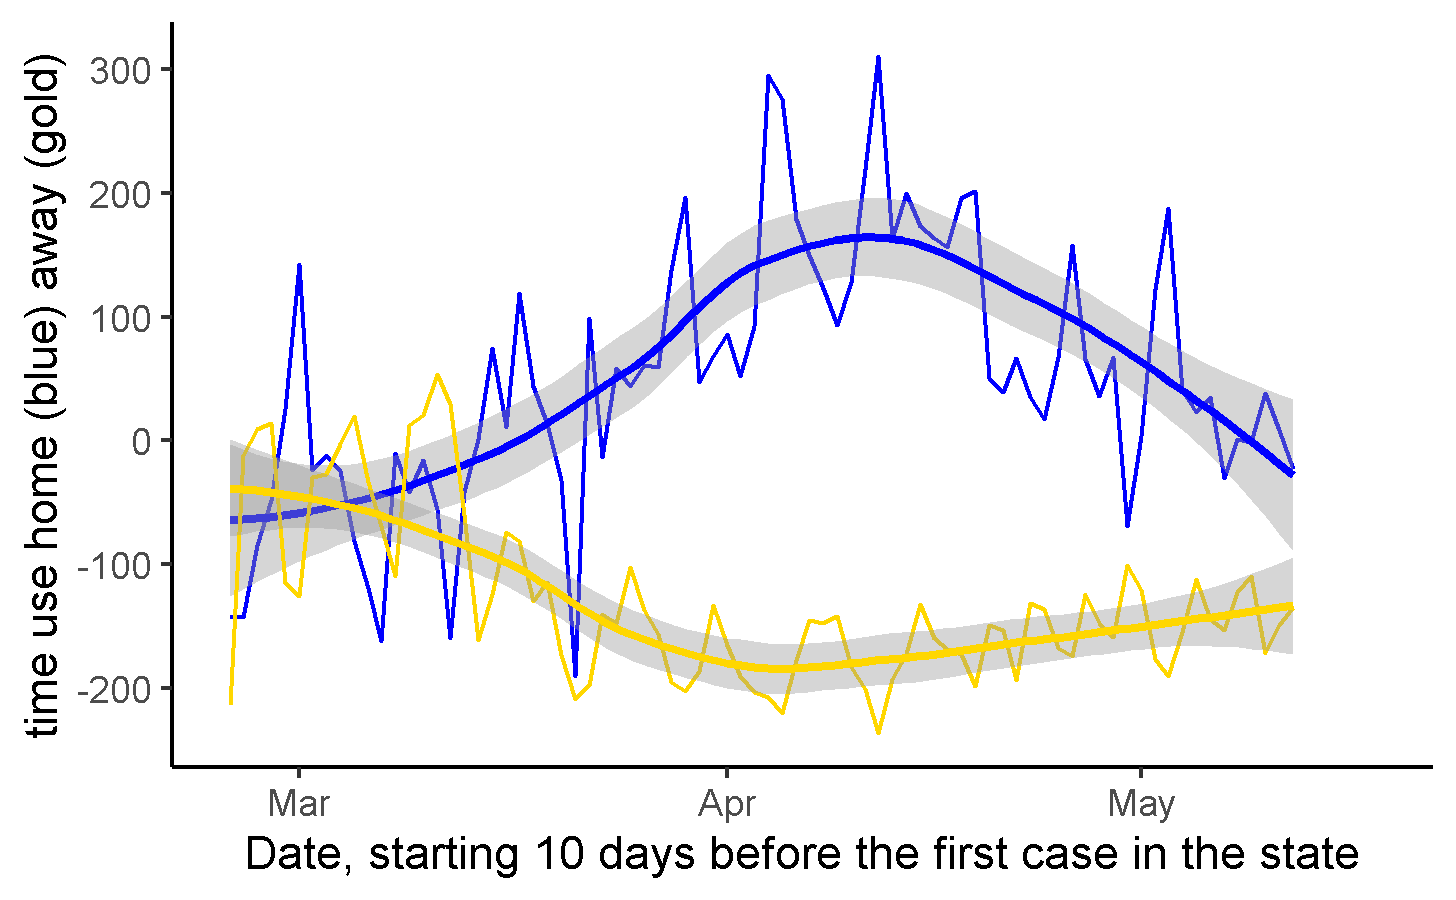 time use home (blue) away (gold)
300
200
100
0
-100
-200
Mar Apr May
Date, starting 10 days before the first case in the state